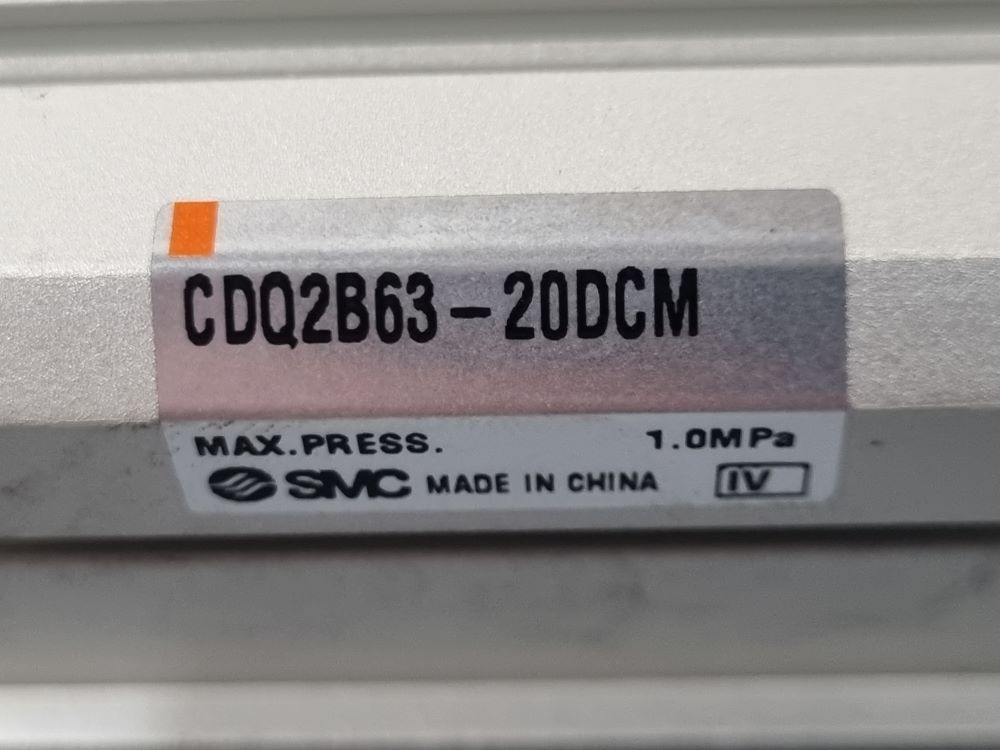 CDQ2B63-20DCM
MAX.PRESS. 1.0MPa
SMC MADE IN CHINA IV